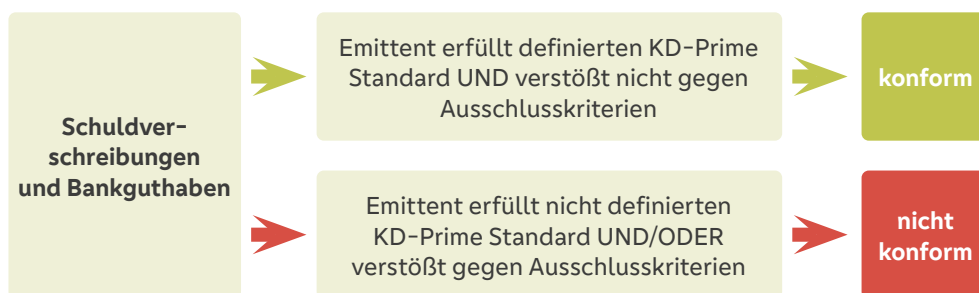 Schuldver-
schreibungen
und Bankguthaben
Emittent erfüllt definierten KD-Prime
Standard UND verstößt nicht gegen
Ausschlusskriterien
konform
Emittent erfüllt nicht definierten
KD-Prime Standard UND/ODER
verstößt gegen Ausschlusskriterien
nicht
konform